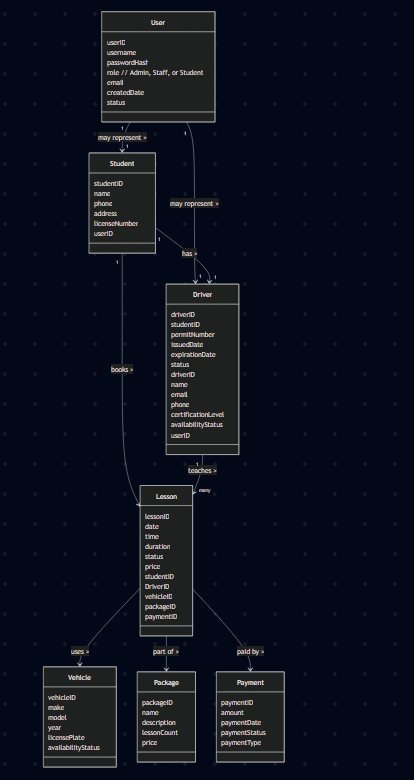 User
userID
username
passwordHash
role // Admin, Staff, or Student
email
createdDate
status
1
1
may represent >
1
Student
studentID
name
phone
address
licenseNumber
userID
may represent >
1
1
has >
1
1
Driver
driverID
studentID
permitNumber
issuedDate
expirationDate
status
driverID
name
email
phone
certificationLevel
availabilityStatus
userID
books >
1
teaches >
many
Lesson
lessonID
date
time
duration
status
price
studentID
DriverID
vehicleID
packageID
paymentID
uses >
part of >
paid by >
Vehicle
vehicleID
make
model
year
licensePlate
availabilityStatus
Package
packageID
name
description
lessonCount
price
Payment
paymentID
amount
paymentDate
paymentStatus
paymentType